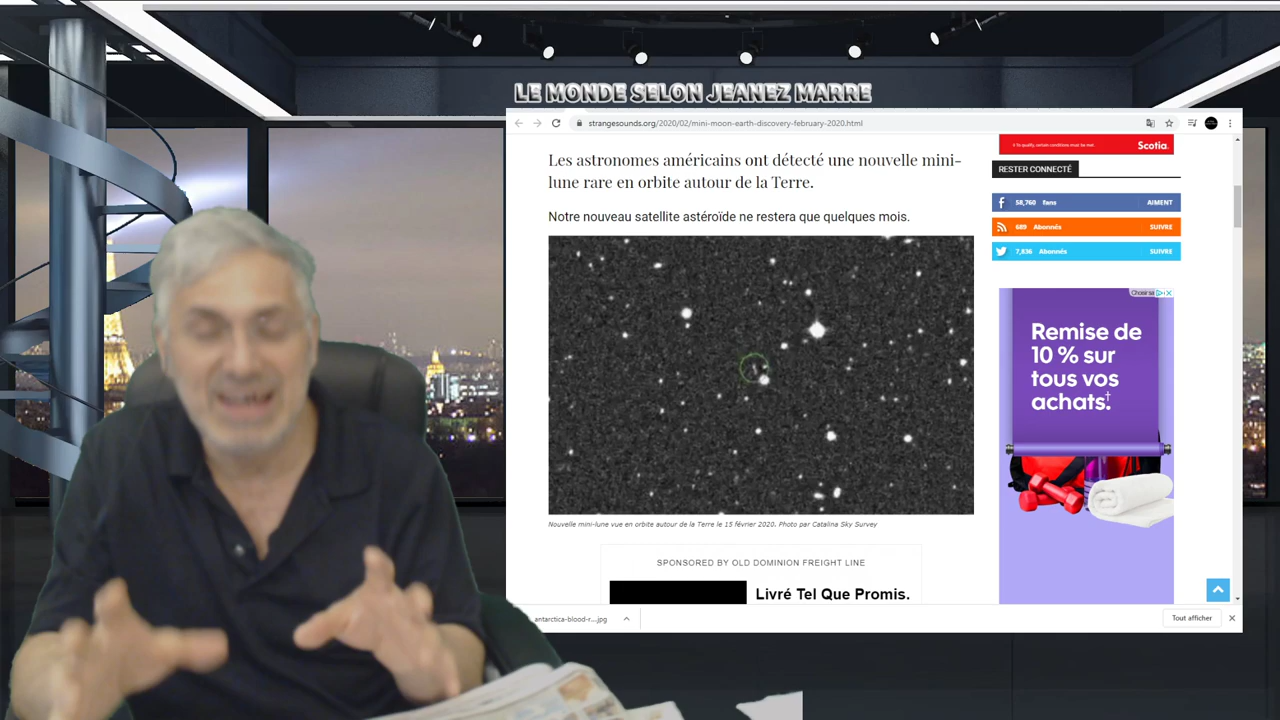 LE MONDE SELON JEANEZ MARRE
strangesounds.org/2020/02/mini-moon-earth-discovery-february-2020.html
Les astronomes américains ont détecté une nouvelle mini-
lune rare en orbite autour de la Terre.
Notre nouveau satellite astéroïde ne restera que quelques mois.
Nouvelle mini-lune vue en orbite autour de la Terre le 15 février 2020. Photo par Catalina Sky Survey
SPONSORED BY OLD DOMINION FREIGHT LINE
Livré Tel Que Promis.
Scotia.
RESTER CONNECTÉ
58,760 fans AIMENT
689 Abonnés SUIVRE
7,836 Abonnés SUIVRE
Remise de
10 % sur
tous vos
achats.†
antarctica-blood-r....jpg
Tout afficher